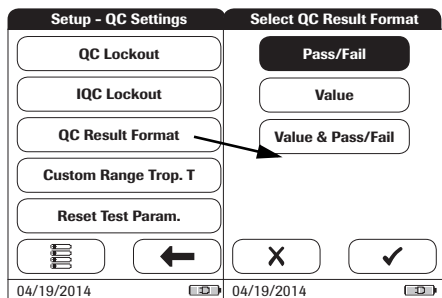 Setup - QC Settings
QC Lockout
IQC Lockout
QC Result Format
Custom Range Trop. T
Reset Test Param.
04/19/2014
Select QC Result Format
Pass/Fail
Value
Value & Pass/Fail
04/19/2014